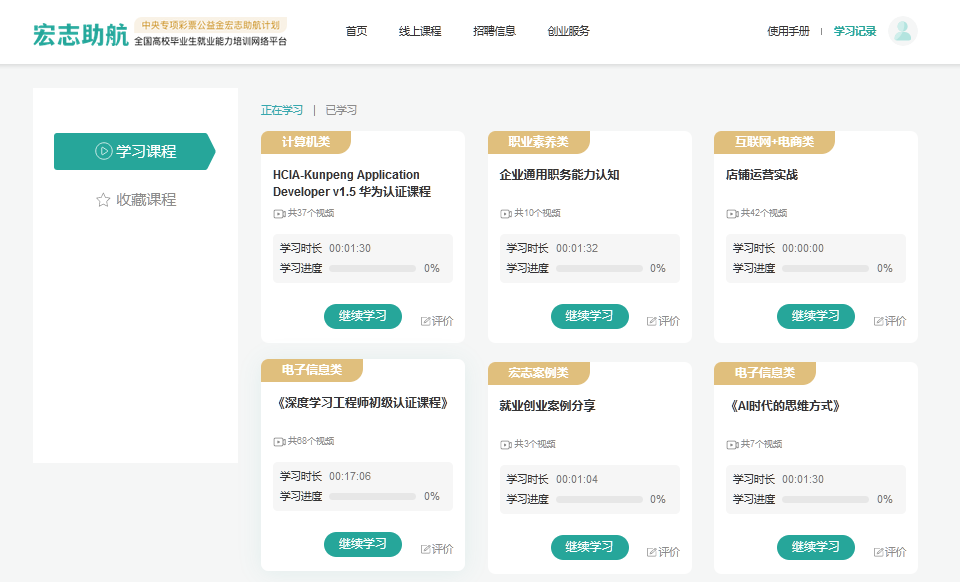 宏志助航
中央专项彩票公益金宏志助航计划
全国高校毕业生就业能力培训网络平台
首页
线上课程
招聘信息
创业服务
使用手册 | 学习记录
学习课程
收藏课程
正在学习 | 已学习
计算机类
HCIA-Kunpeng Application
Developer v1.5 华为认证课程
共37个视频
学习时长 00:01:30
学习进度 0%
继续学习
评价
职业素养类
企业通用职务能力认知
共10个视频
学习时长 00:01:32
学习进度 0%
继续学习
评价
互联网+电商类
店铺运营实战
共42个视频
学习时长 00:00:00
学习进度 0%
继续学习
评价
电子信息类
《深度学习工程师初级认证课程》
共68个视频
学习时长 00:17:06
学习进度 0%
继续学习
评价
宏志案例类
就业创业案例分享
共3个视频
学习时长 00:01:04
学习进度 0%
继续学习
评价
电子信息类
《AI时代的思维方式》
共7个视频
学习时长 00:01:30
学习进度 0%
继续学习
评价